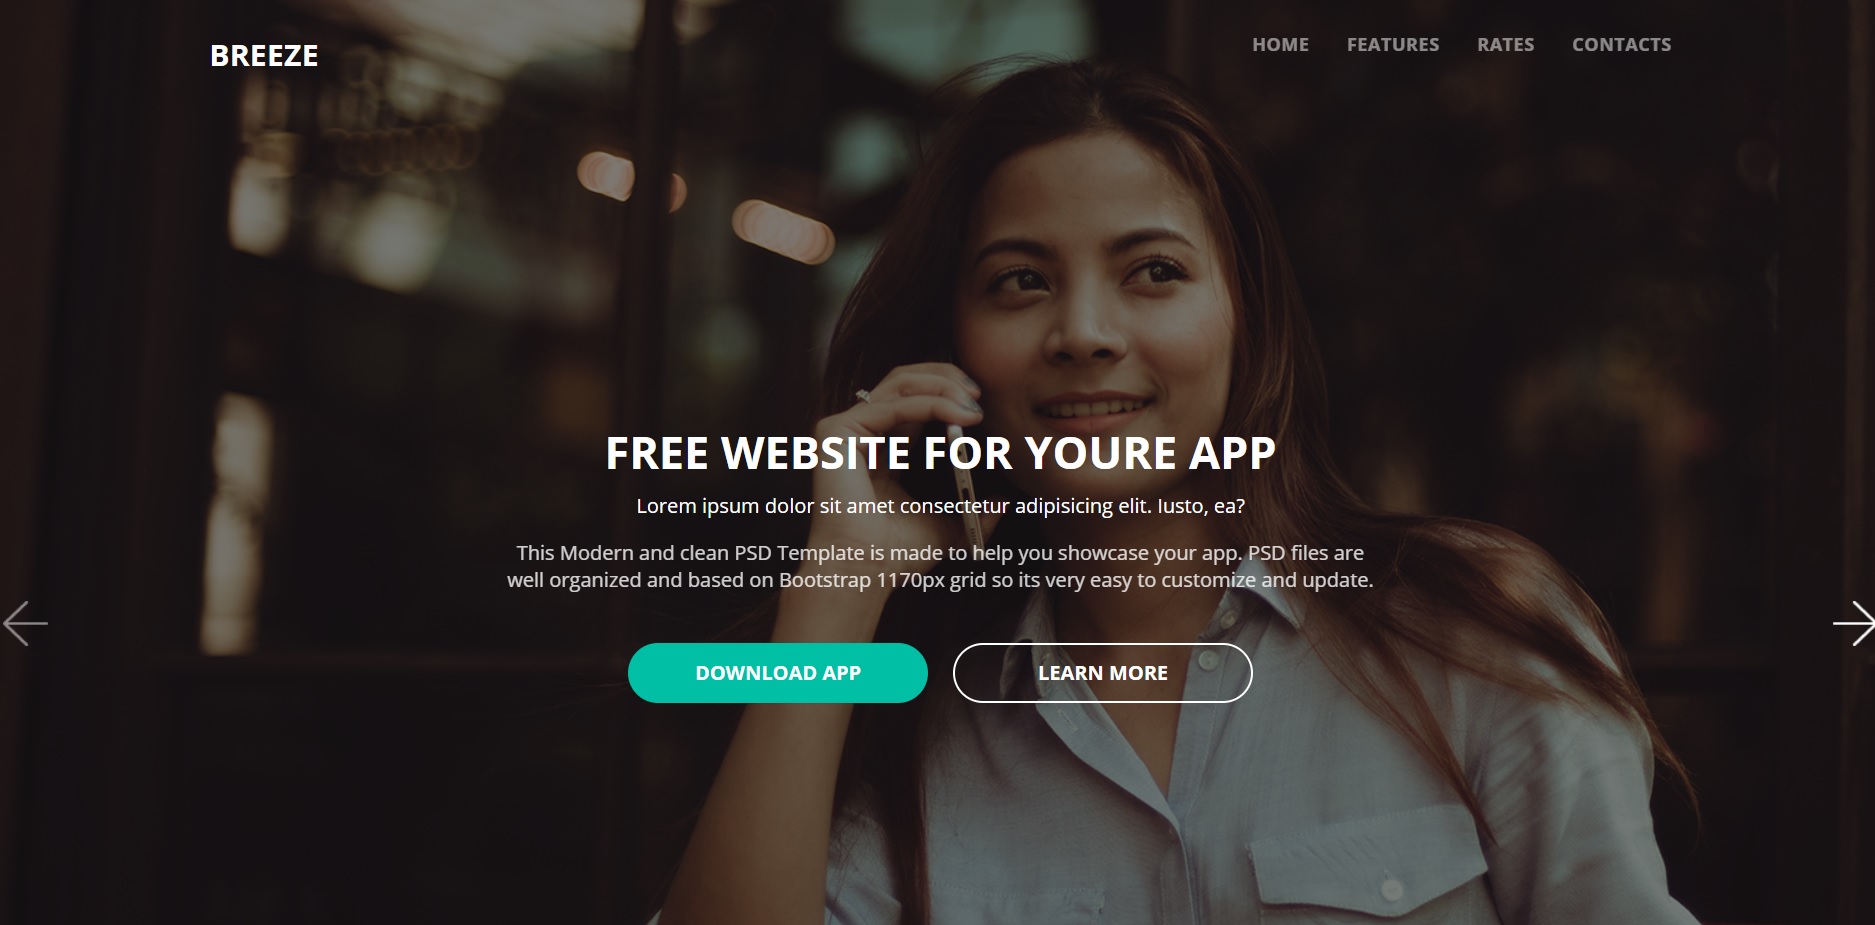 BREEZE
HOME FEATURES RATES CONTACTS
FREE WEBSITE FOR YOURE APP
Lorem ipsum dolor sit amet consectetur adipisicing elit. Iusto, ea?
This Modern and clean PSD Template is made to help you showcase your app. PSD files are
well organized and based on Bootstrap 1170px grid so its very easy to customize and update.
DOWNLOAD APP
LEARN MORE